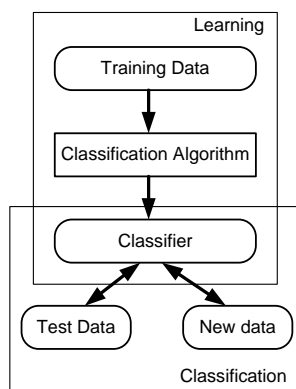 Learning
Training Data
Classification Algorithm
Classifier
Test Data
New data
Classification